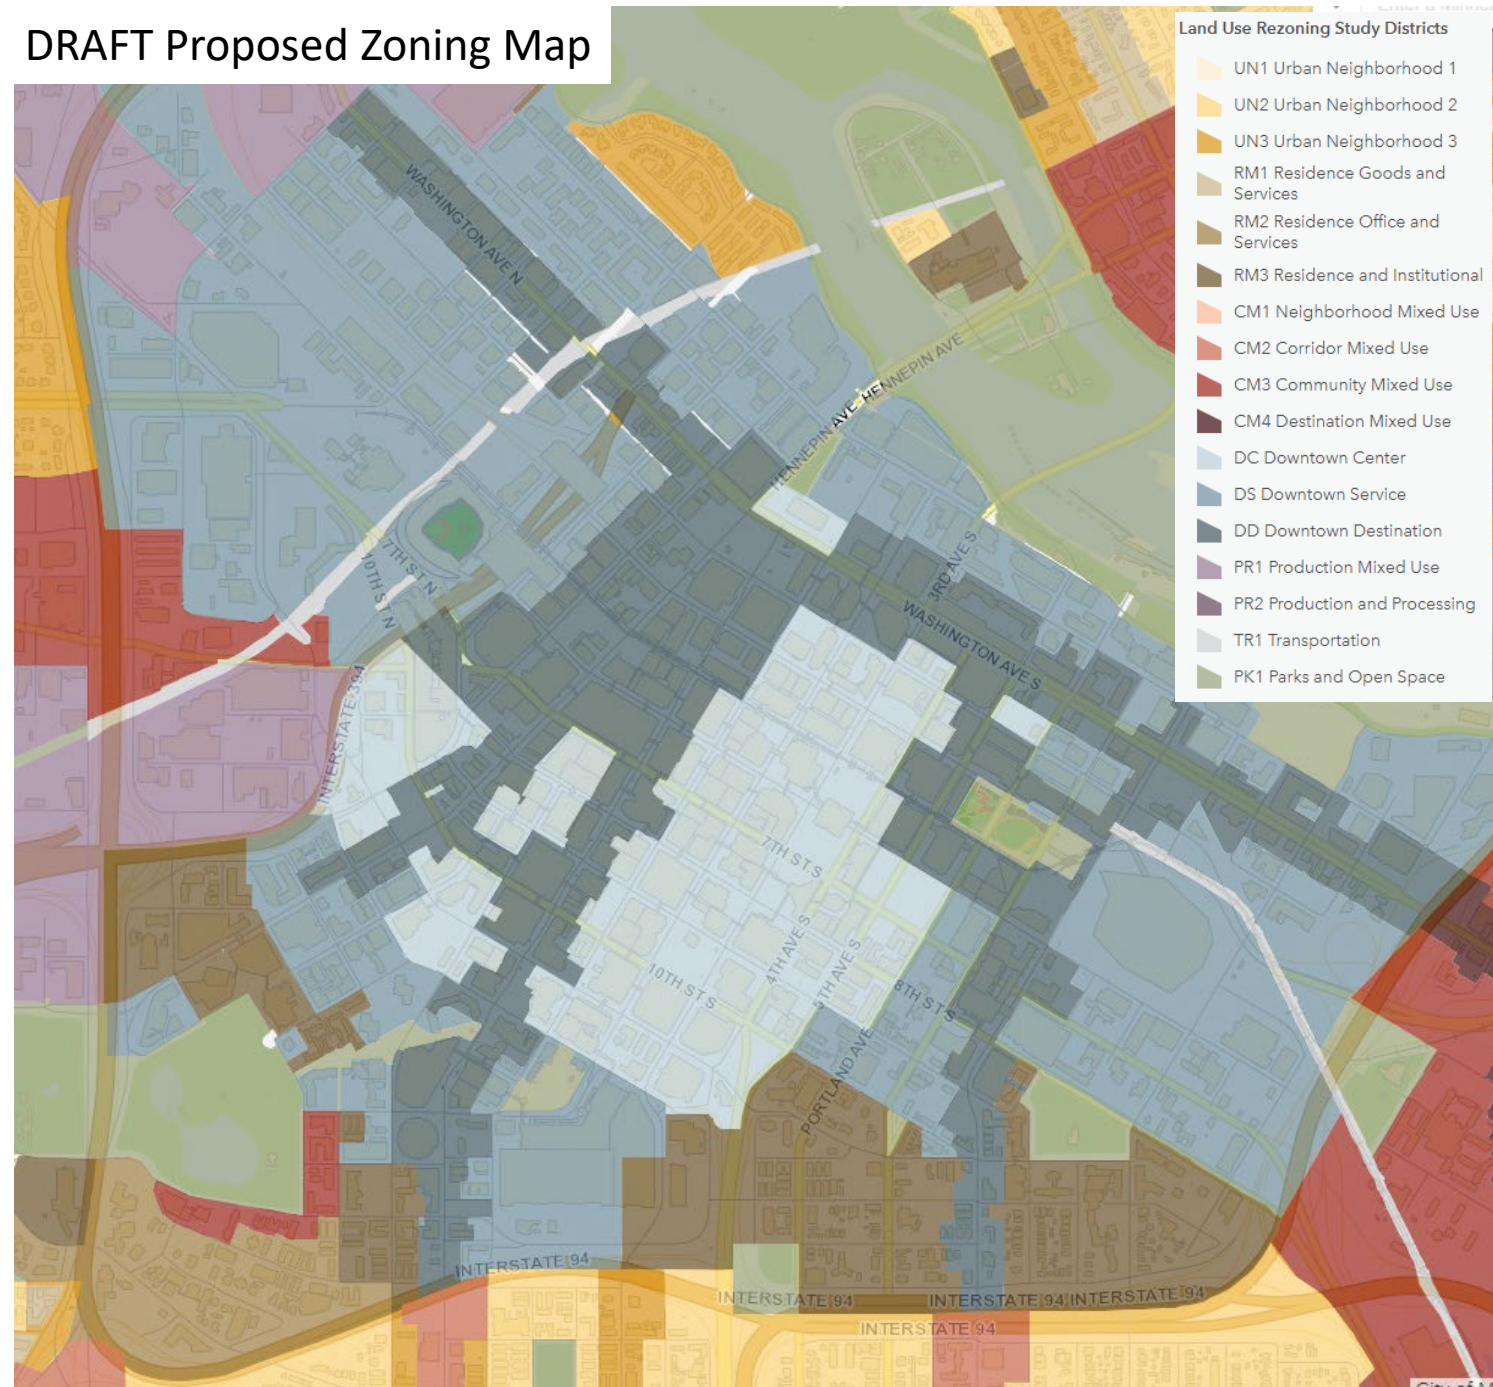 DRAFT Proposed Zoning Map
Land Use Rezoning Study Districts
UN1 Urban Neighborhood 1
UN2 Urban Neighborhood 2
UN3 Urban Neighborhood 3
RM1 Residence Goods and
Services
RM2 Residence Office and
Services
RM3 Residence and Institutional
CM1 Neighborhood Mixed Use
CM2 Corridor Mixed Use
CM3 Community Mixed Use
CM4 Destination Mixed Use
DC Downtown Center
DS Downtown Service
DD Downtown Destination
PR1 Production Mixed Use
PR2 Production and Processing
TR1 Transportation
PK1 Parks and Open Space
WASHINGTON AVE N
HENNEPIN AVE
HENNEPIN AVE
7TH ST N
10TH ST N
3RD AVE S
WASHINGTON AVE S
INTERSTATE 394
7TH ST S
4TH AVE S
5TH AVE S
10TH ST S
8TH ST S
PORTLAND AVE
INTERSTATE 94
INTERSTATE 94
INTERSTATE 94
INTERSTATE 94
INTERSTATE 94